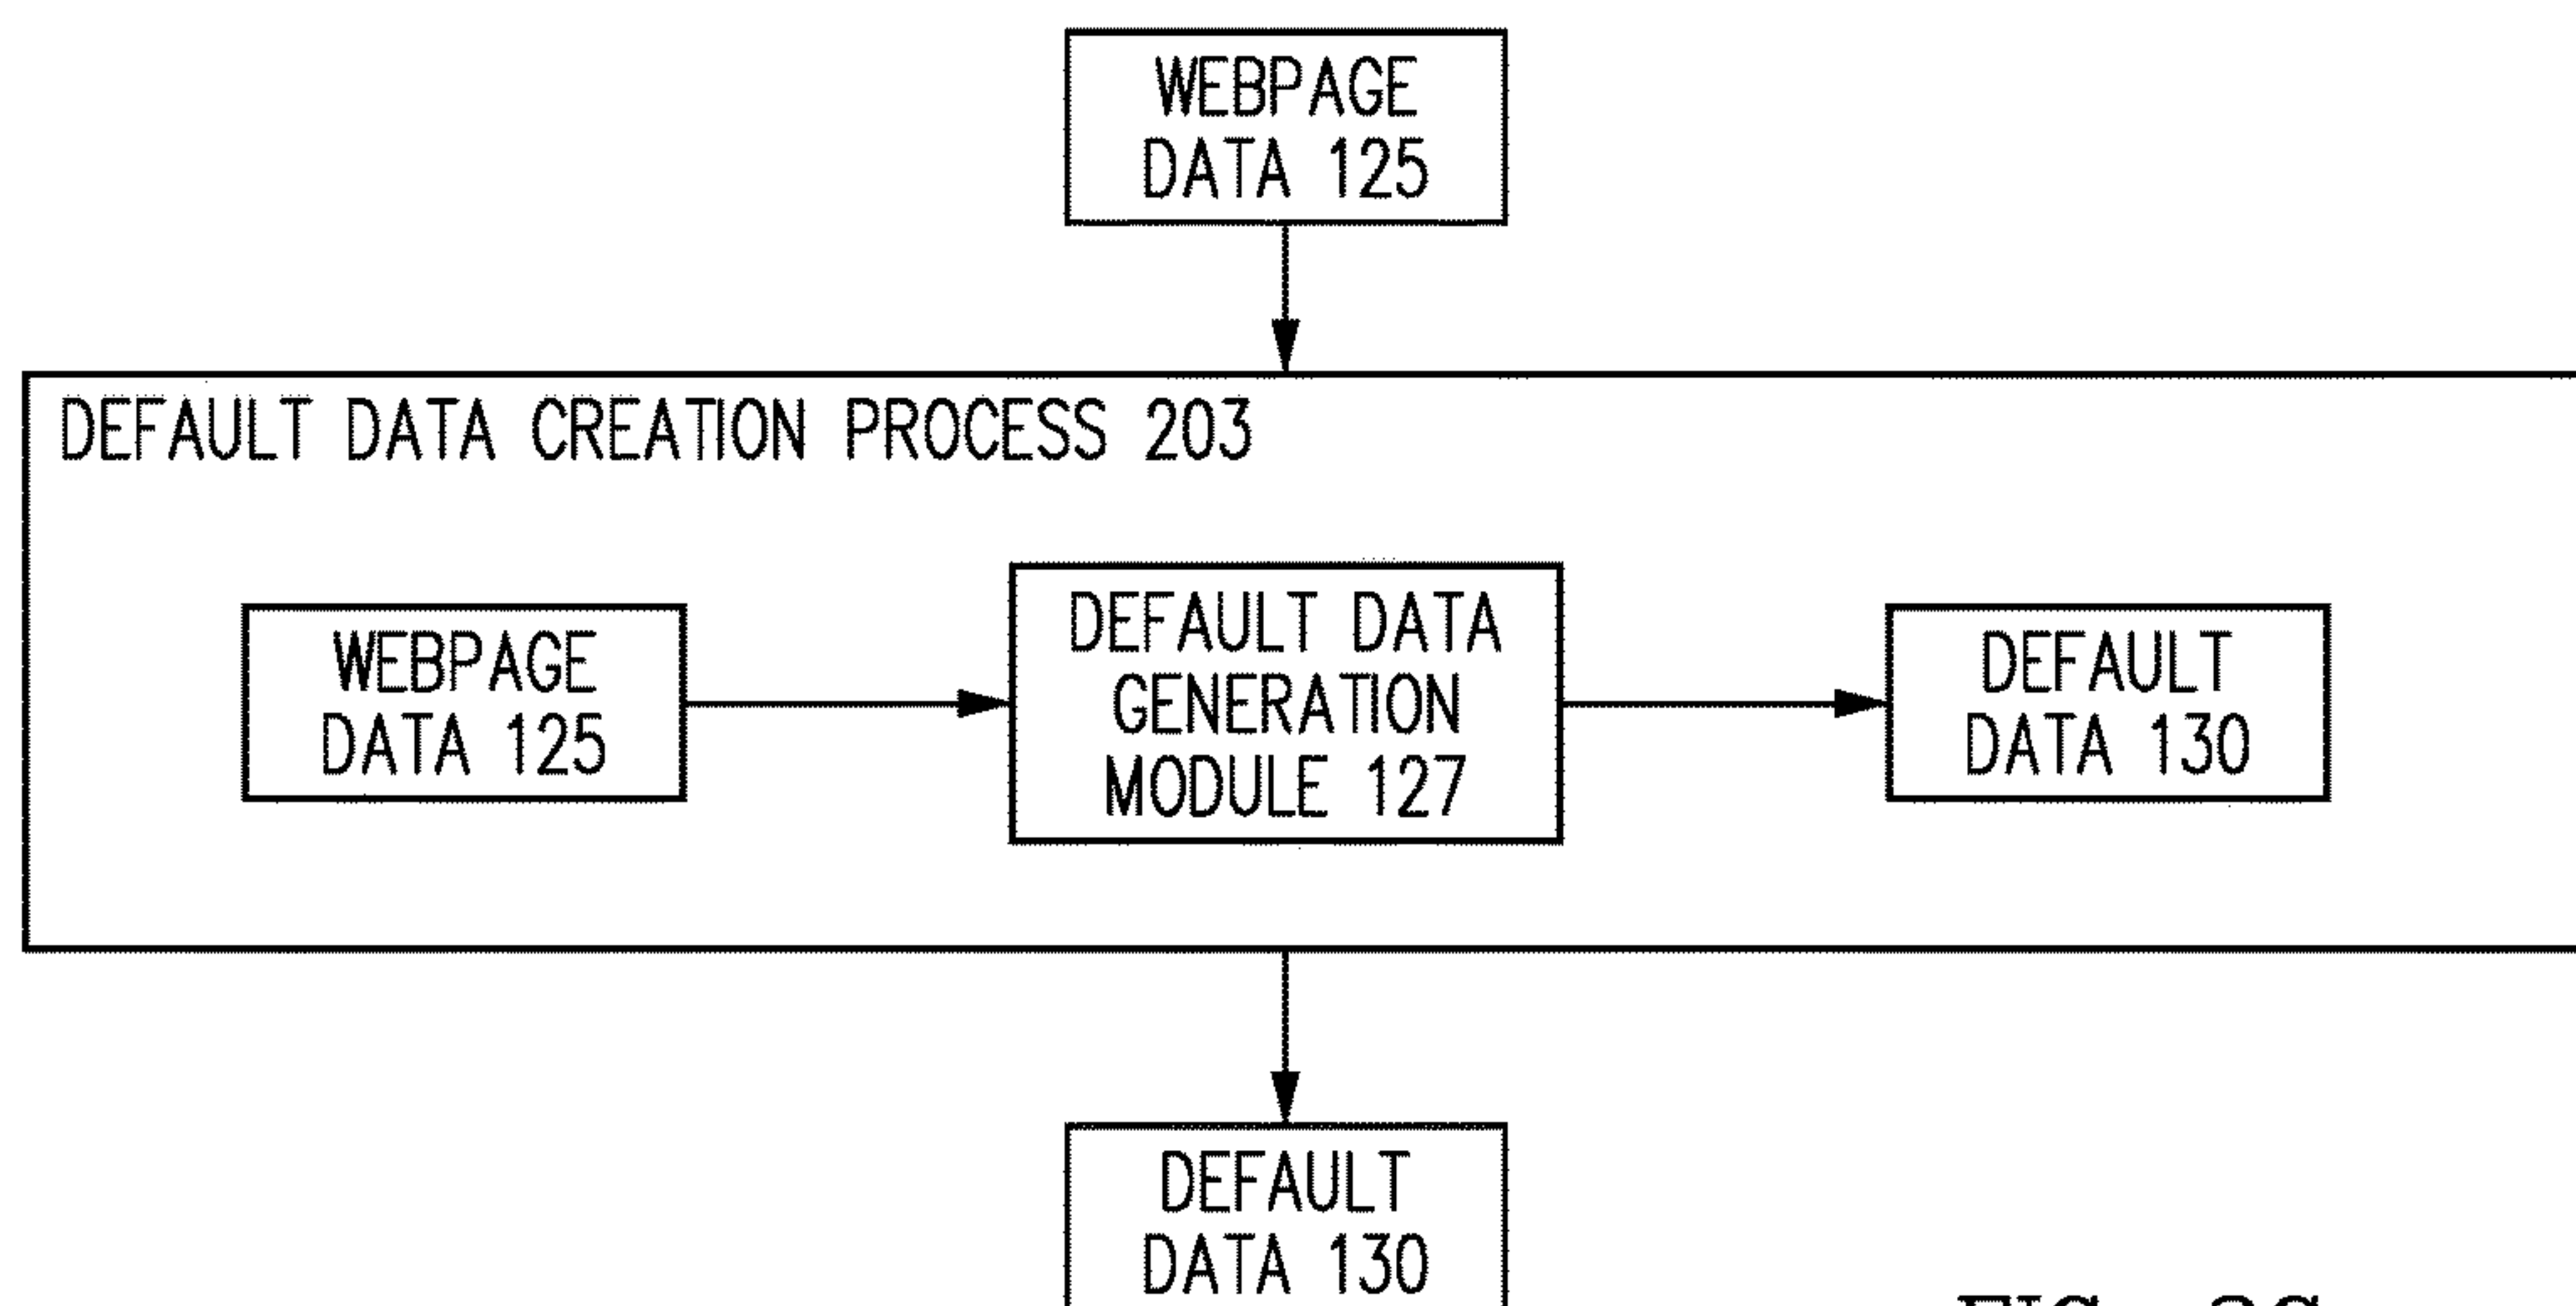 WEBPAGE
DATA 125
DEFAULT DATA CREATION PROCESS 203
WEBPAGE
DATA 125
DEFAULT DATA
GENERATION
MODULE 127
DEFAULT
DATA 130
DEFAULT
DATA 130